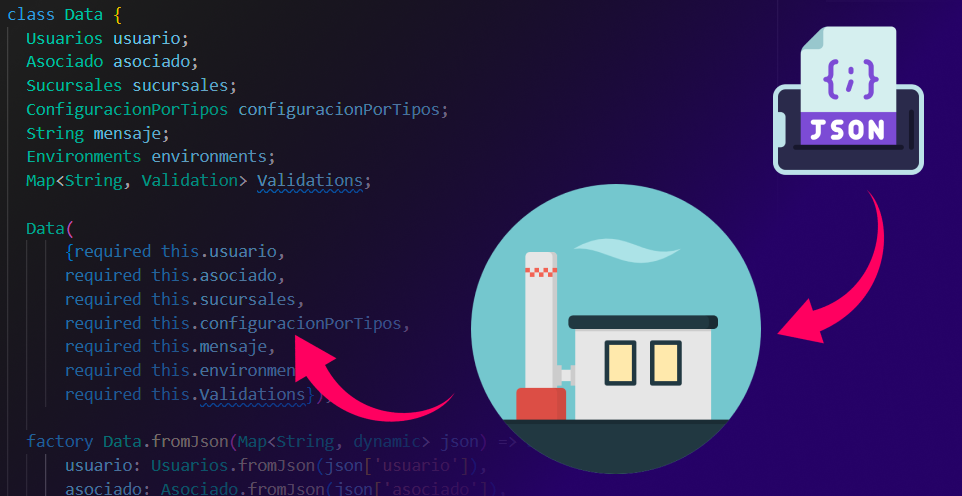 class Data {
Usuarios usuario;
Asociado asociado;
Sucursales sucursales;
ConfiguracionPorTipos configuracionPorTipos;
String mensaje;
Environments environments;
Map<String, Validation> Validations;
Data(
{required this.usuario,
required this.asociado,
required this.sucursales,
required this.configuracionPorTipos,
required this.mensaje,
required this.environmen
required this.Validations});
factory Data.fromJson(Map<String, dynamic> json) =>
usuario: Usuarios.fromJson(json['usuario']),
asociado: Asociado.fromJson(json['asociado']),
{;}
JSON